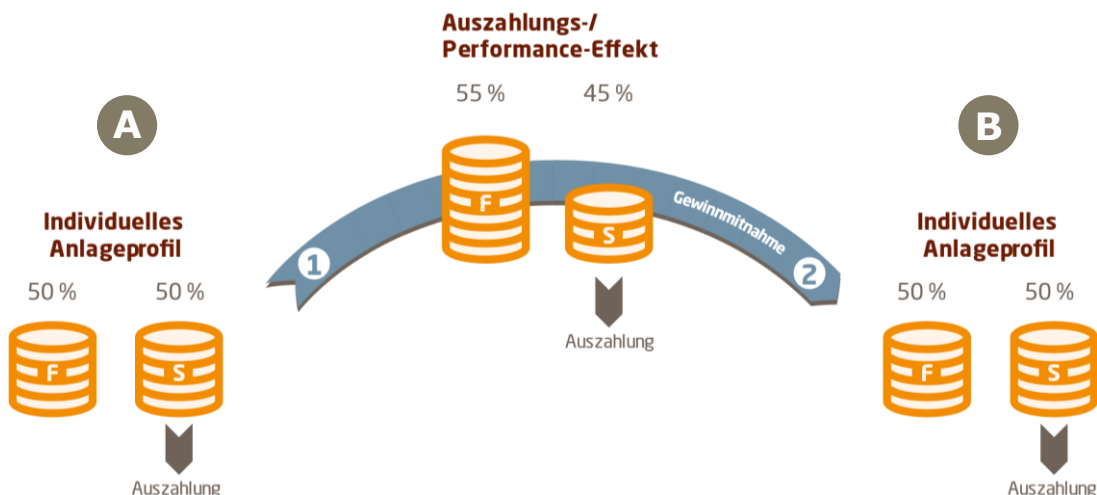 Auszahlungs-/
Performance-Effekt
55 % 45 %
A
B
Individuelles
Anlageprofil
50 % 50 %
F S
Auszahlung
1
F
S
Gewinnmitnahme
2
Auszahlung
Individuelles
Anlageprofil
50 % 50 %
F S
Auszahlung